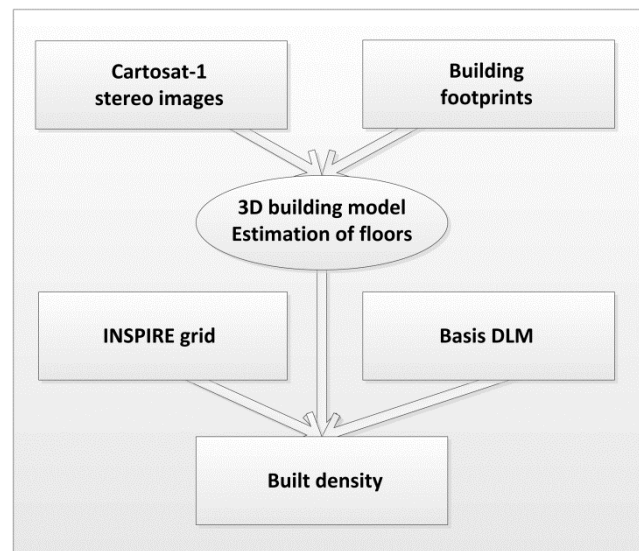 Cartosat-1
stereo images
Building
footprints
3D building model
Estimation of floors
INSPIRE grid
Basis DLM
Built density